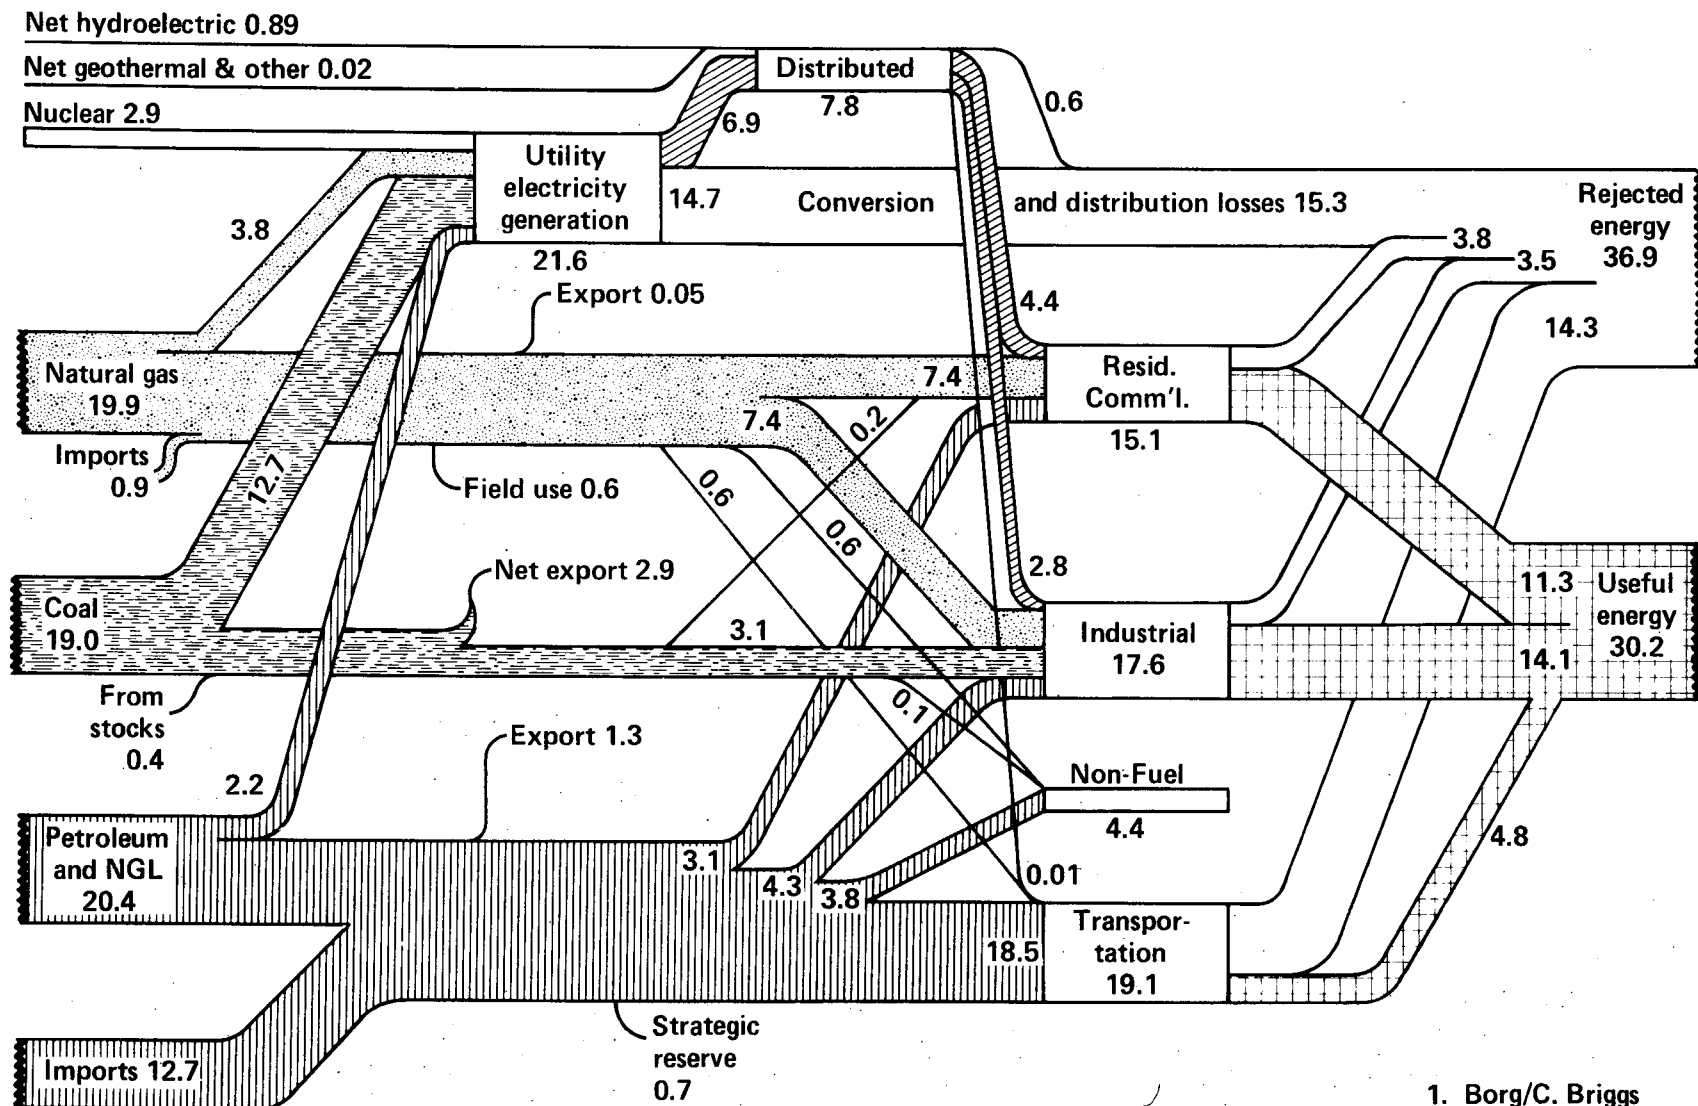 Net hydroelectric 0.89
Net geothermal & other 0.02
Nuclear 2.9
Distributed
7.8
6.9
0.6
Utility
electricity
generation
21.6
14.7
Conversion and distribution losses 15.3
Rejected
energy
36.9
3.8
3.8
3.5
14.3
Export 0.05
4.4
Natural gas
19.9
Imports
0.9
12.7
Field use 0.6
7.4
7.4
0.2
0.6
0.6
Resid.
Comm'l.
15.1
Net export 2.9
2.8
Coal
19.0
3.1
Industrial
17.6
11.3
14.1
Useful
energy
30.2
From
stocks
0.4
0.1
Export 1.3
2.2
Non-Fuel
4.4
4.8
Petroleum
and NGL
20.4
3.1
4.3
3.8
0.01
18.5
Transpor-
tation
19.1
Imports 12.7
Strategic
reserve
0.7
1. Borg/C. Briggs